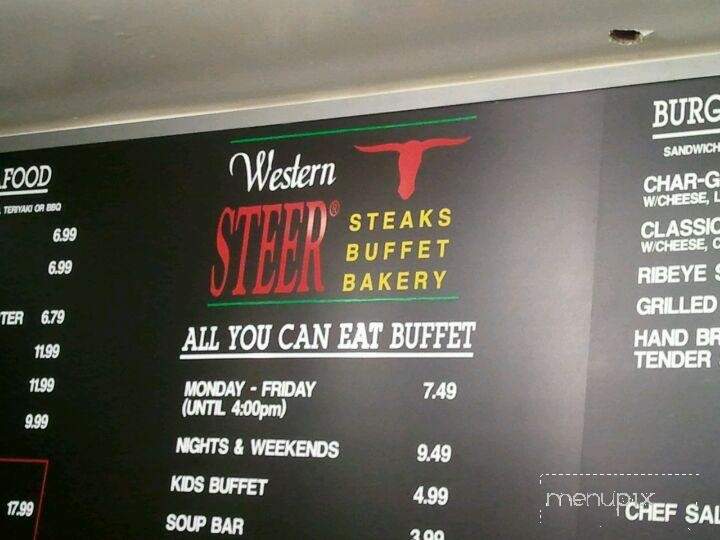 FOOD
TERIYAKI OR BBQ
6.99
6.99
TER 6.79
11.99
11.99
9.99
17.99
Western
STEER®
STEAKS
BUFFET
BAKERY
ALL YOU CAN EAT BUFFET
MONDAY - FRIDAY 7.49
(UNTIL 4:00pm)
NIGHTS & WEEKENDS 9.49
KIDS BUFFET 4.99
SOUP BAR 3.99
BURG
SANDWICH
CHAR-G
W/CHEESE, L
CLASSIC
W/CHEESE, C
RIBEYE S
GRILLED
HAND BR
TENDER
CHEF SAL
menupix